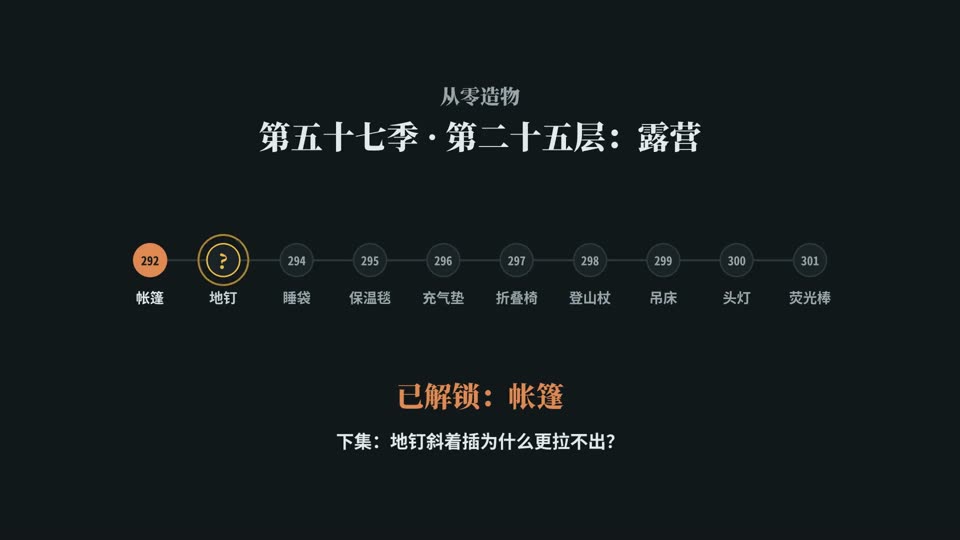 从零造物
第五十七季 · 第二十五层：露营
292 ? 294 295 296 297 298 299 300 301
帐篷 地钉 睡袋 保温毯 充气垫 折叠椅 登山杖 吊床 头灯 荧光棒
已解锁：帐篷
下集：地钉斜着插为什么更拉不出？